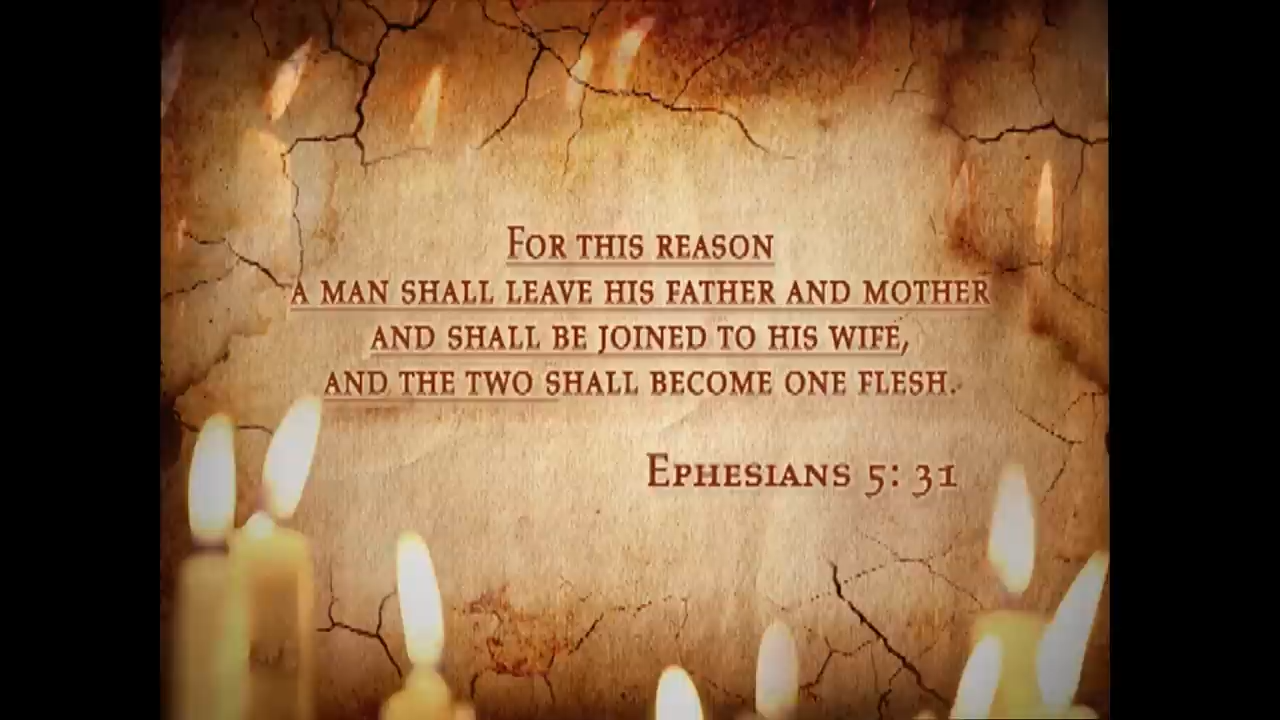 For this reason
a man shall leave his father and mother
and shall be joined to his wife,
and the two shall become one flesh.
Ephesians 5: 31